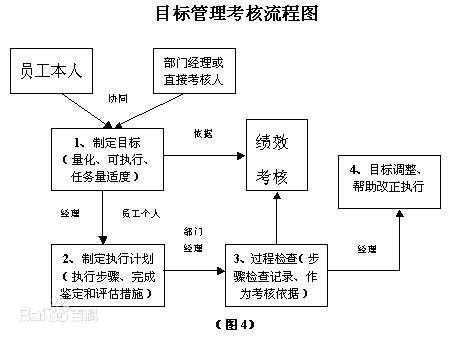 目标管理考核流程图
员工本人
部门经理或
直接考核人
协同
1、制定目标
（量化、可执行、
任务量适度）
依据
绩效
考核
4、目标调整、
帮助改正执行
经理
员工个人
部门
经理
经理
2、制定执行计划
（执行步骤、完成
鉴定和评估措施）
3、过程检查（步
骤检查记录、作
为考核依据）
Bai百科
（图4）